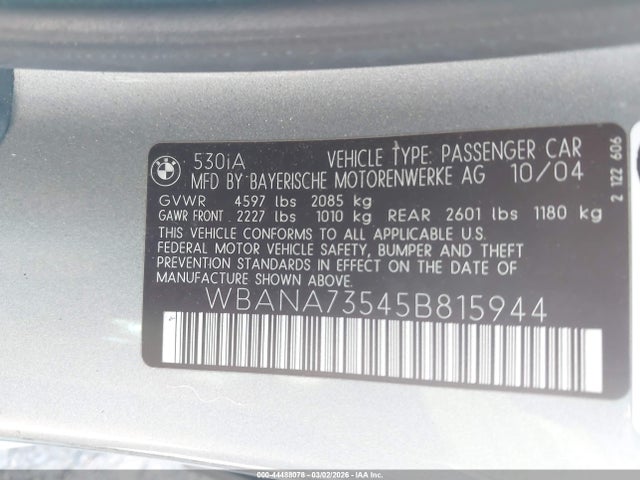 530iA VEHICLE TYPE: PASSENGER CAR
MFD BY BAYERISCHE MOTORENWERKE AG 10/04
GVWR 4597 lbs 2085 kg
GAWR FRONT 2227 lbs 1010 kg REAR 2601 lbs 1180 kg
THIS VEHICLE CONFORMS TO ALL APPLICABLE U.S.
FEDERAL MOTOR VEHICLE SAFETY, BUMPER AND THEFT
PREVENTION STANDARDS IN EFFECT ON THE DATE OF
MANUFACTURE SHOWN ABOVE.
WBANA73545B815944
2 122 606
000-44488076 - 03/02/2026 - IAAI.COM